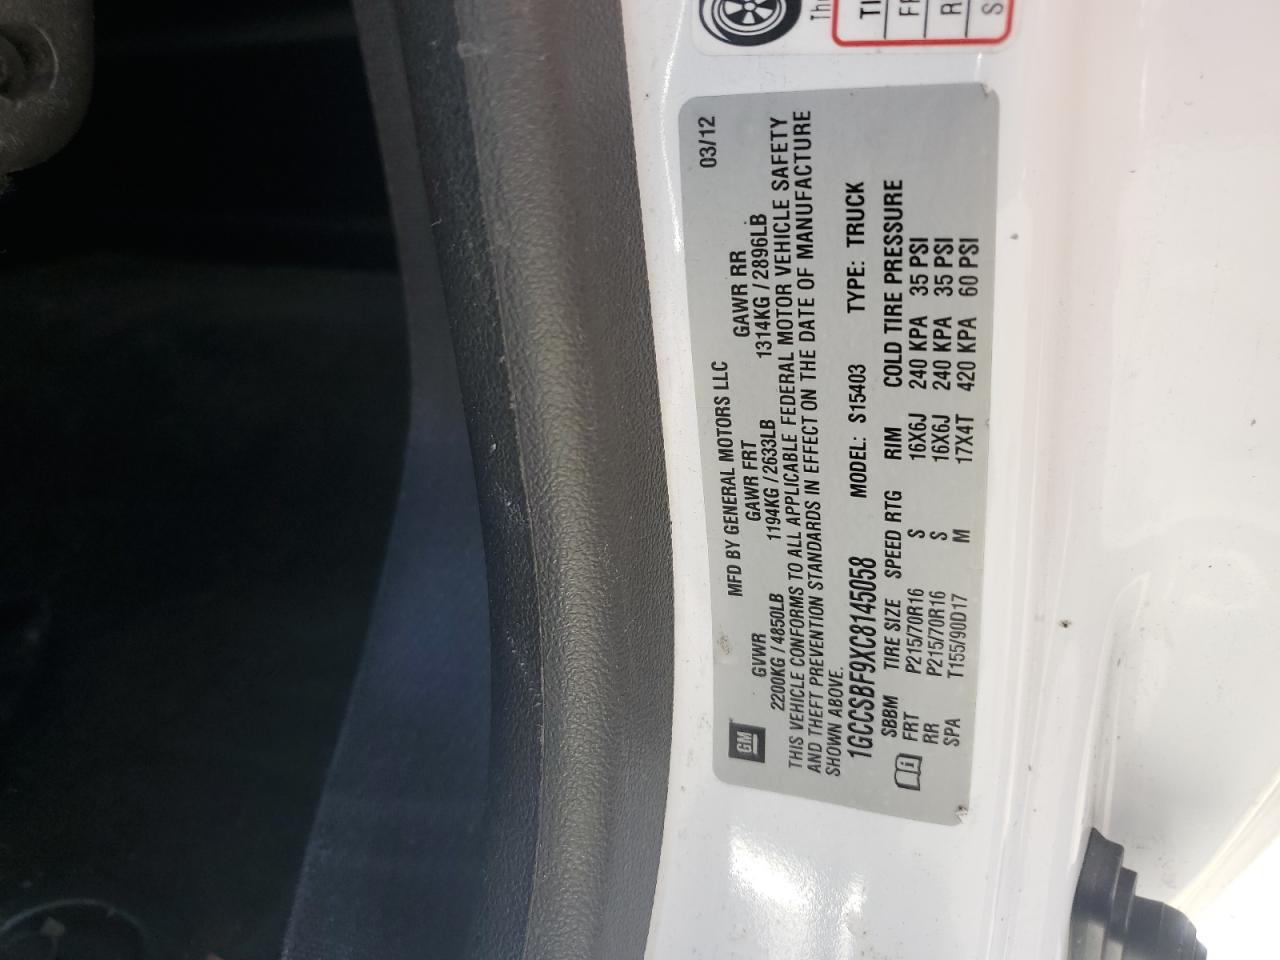 The
TI
R
S
03/12
MFD BY GENERAL MOTORS LLC
GM
GVWR GAWR FRT GAWR RR
2200KG / 4850LB 1194KG / 2633LB 1314KG / 2896LB
THIS VEHICLE CONFORMS TO ALL APPLICABLE FEDERAL MOTOR VEHICLE SAFETY
AND THEFT PREVENTION STANDARDS IN EFFECT ON THE DATE OF MANUFACTURE
SHOWN ABOVE.
1GCCSBF9XC8145058 MODEL: S15403 TYPE: TRUCK
SBBM TIRE SIZE SPEED RTG RIM COLD TIRE PRESSURE
FRT P215/70R16 S 16X6J 240 KPA 35 PSI
RR P215/70R16 S 16X6J 240 KPA 35 PSI
SPA T155/90D17 M 17X4T 420 KPA 60 PSI